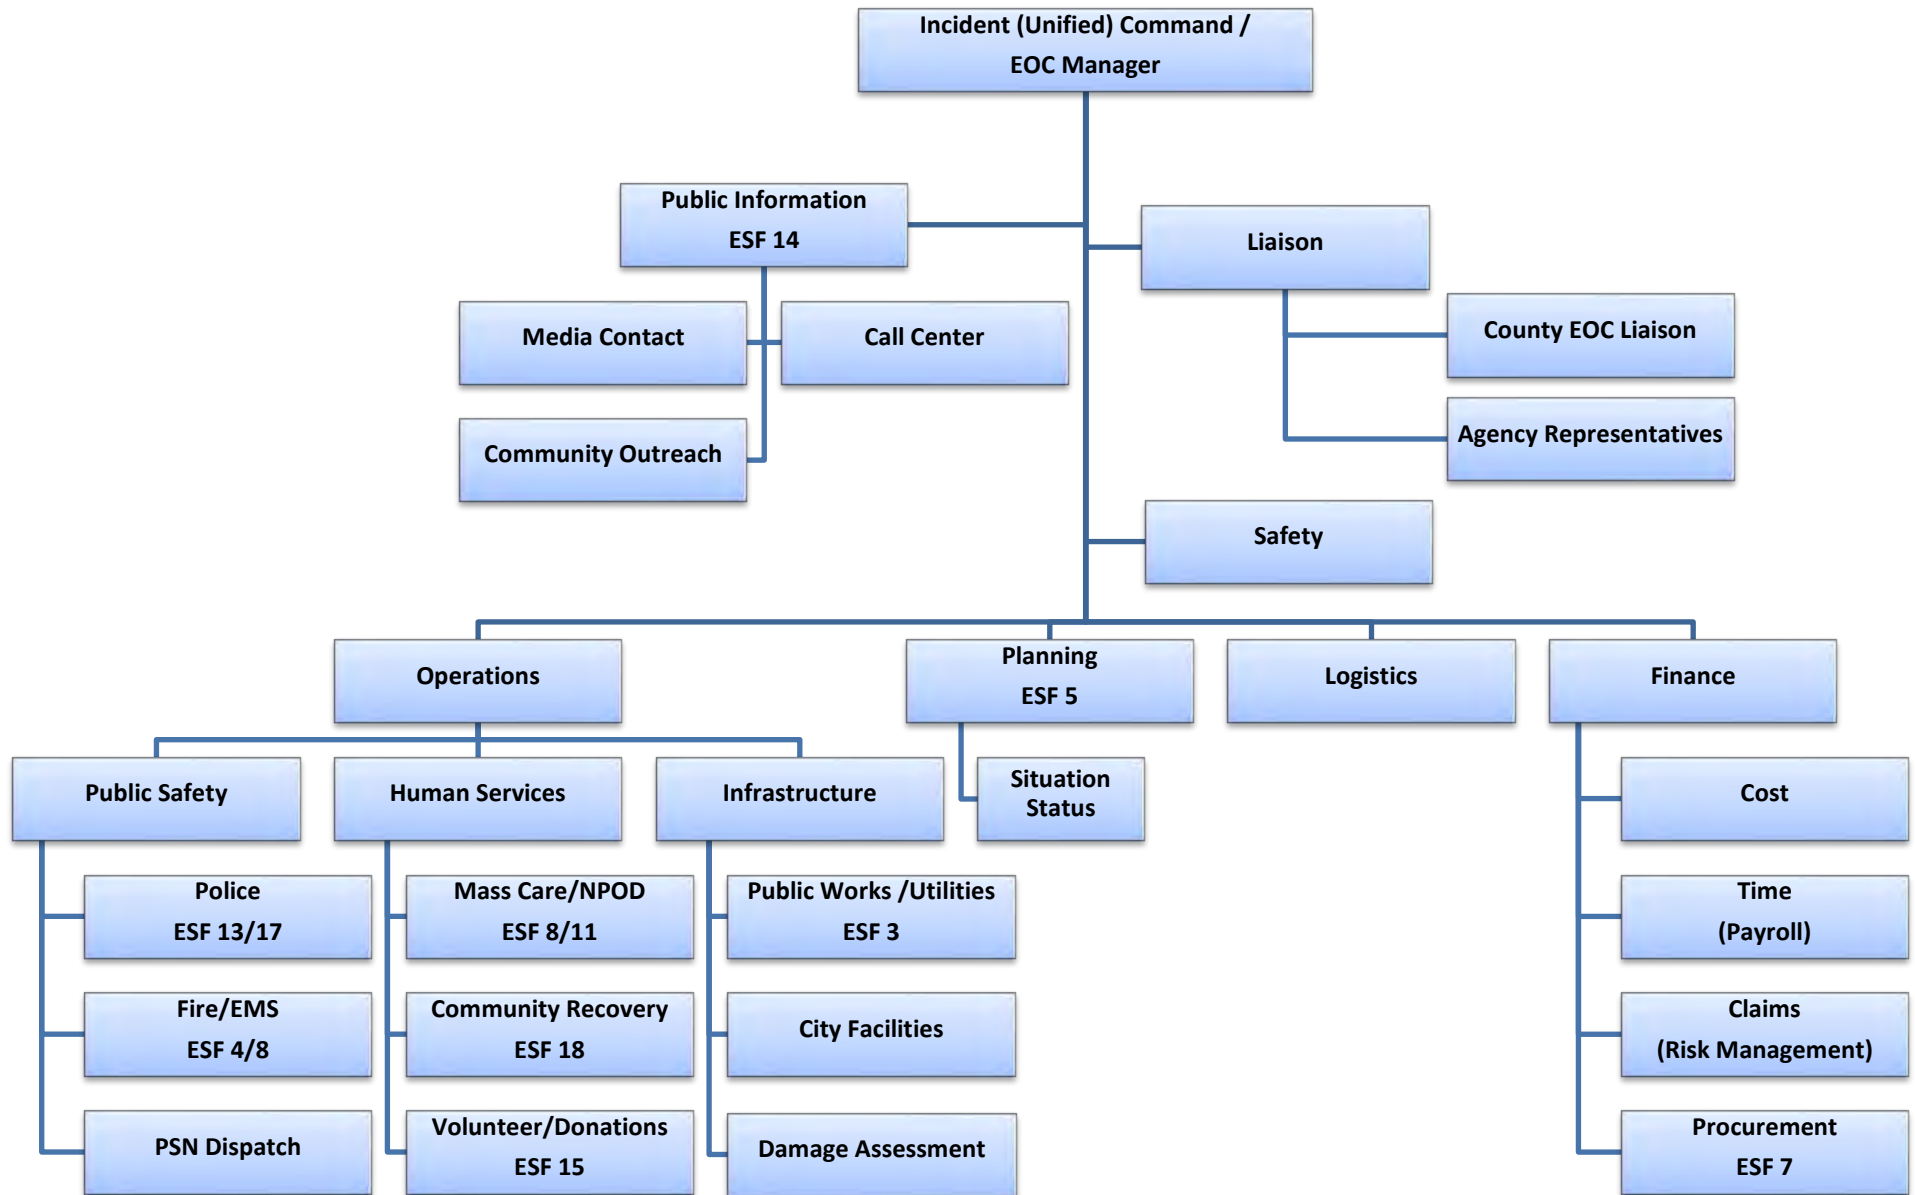 Incident (Unified) Command /
EOC Manager
Public Information
ESF 14
Liaison
Media Contact
Call Center
County EOC Liaison
Community Outreach
Agency Representatives
Safety
Operations
Planning
ESF 5
Logistics
Finance
Public Safety
Human Services
Infrastructure
Situation
Status
Cost
Police
ESF 13/17
Mass Care/NPOD
ESF 8/11
Public Works /Utilities
ESF 3
Time
(Payroll)
Fire/EMS
ESF 4/8
Community Recovery
ESF 18
City Facilities
Claims
(Risk Management)
PSN Dispatch
Volunteer/Donations
ESF 15
Damage Assessment
Procurement
ESF 7